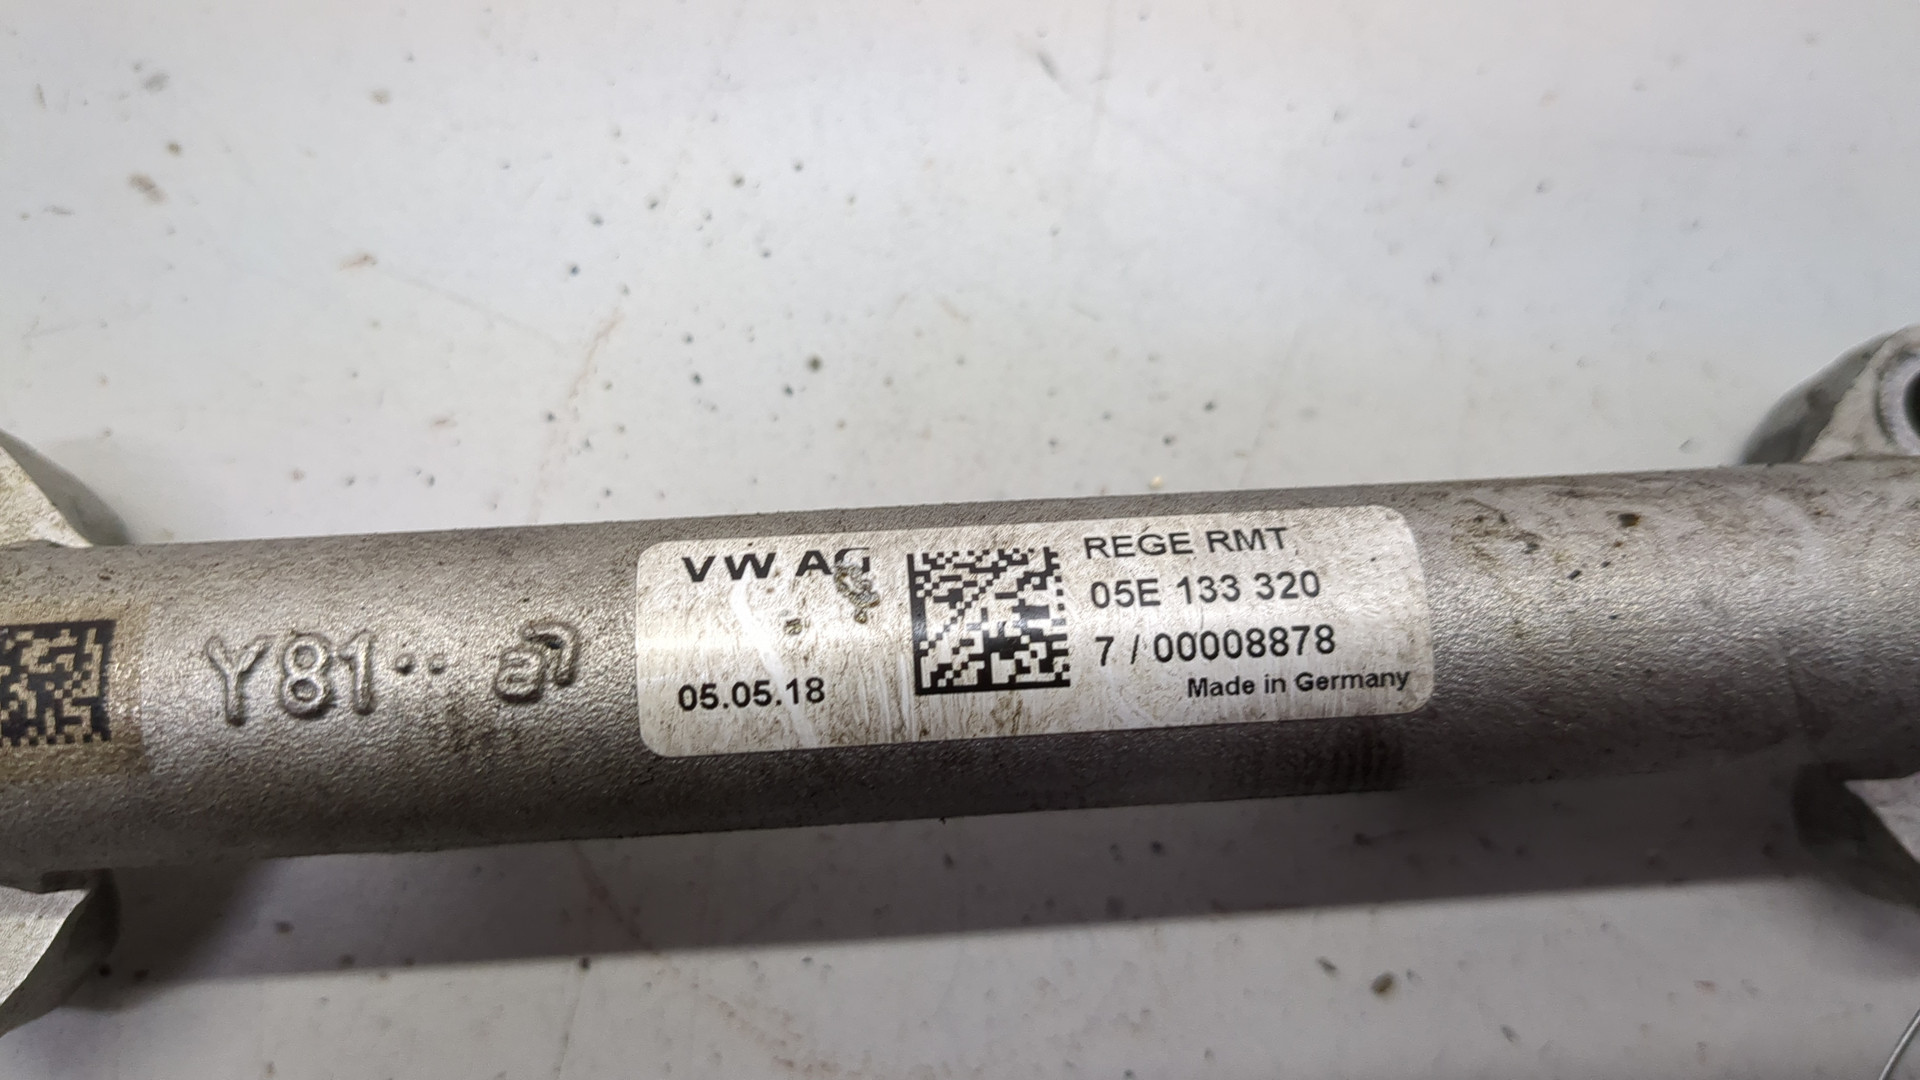 Y81
VW AG
05.05.18
REGE RMT
05E 133 320
7 / 00008878
Made in Germany